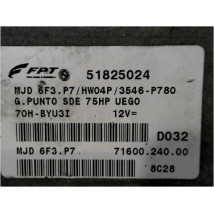 FPT 51825024
MJD 6F3.P7/HW04P/3546-P780
G.PUNTO SDE 75HP UEGO
70H-BYU3I 12V=
D032
MJD 6F3.P7 71600.240.00
8C28